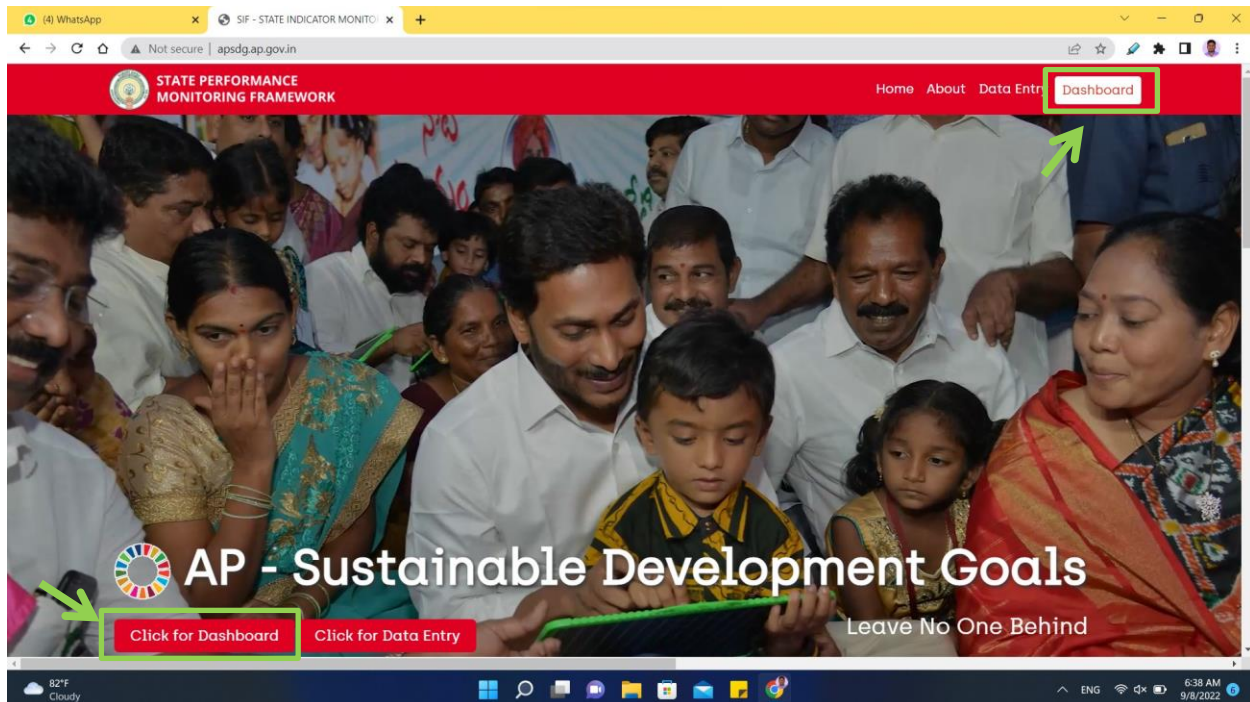 (4) WhatsApp
SIF - STATE INDICATOR MONITO
Not secure | apsdg.ap.gov.in
STATE PERFORMANCE
MONITORING FRAMEWORK
Home About Data Entry Dashboard
AP - Sustainable Development Goals
Leave No One Behind
Click for Dashboard Click for Data Entry
82°F
Cloudy
ENG
6:38 AM
9/8/2022
6